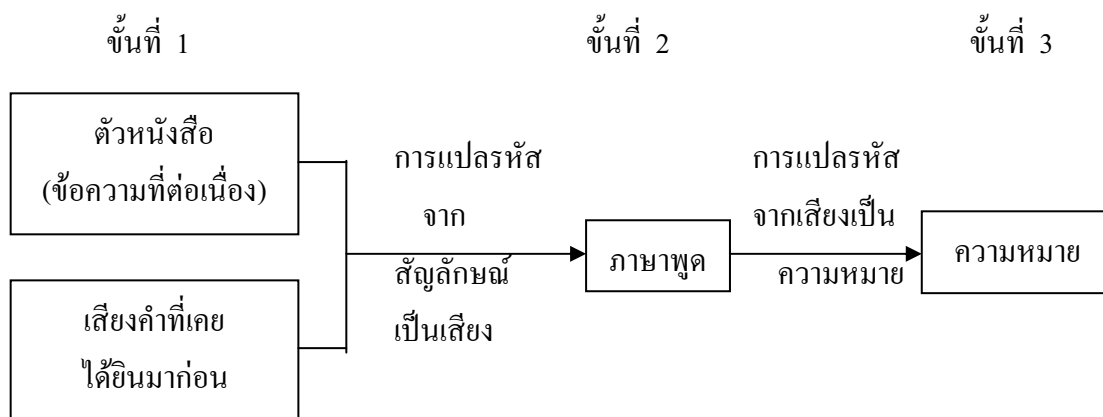 ขั้นที่ 1
ขั้นที่ 2
ขั้นที่ 3
ตัวหนังสือ
(ข้อความที่ต่อเนื่อง)
เสียงคำที่เคย
ได้ยินมาก่อน
การแปลรหัส
จาก
สัญลักษณ์
เป็นเสียง
ภาษาพูด
การแปลรหัส
จากเสียงเป็น
ความหมาย
ความหมาย